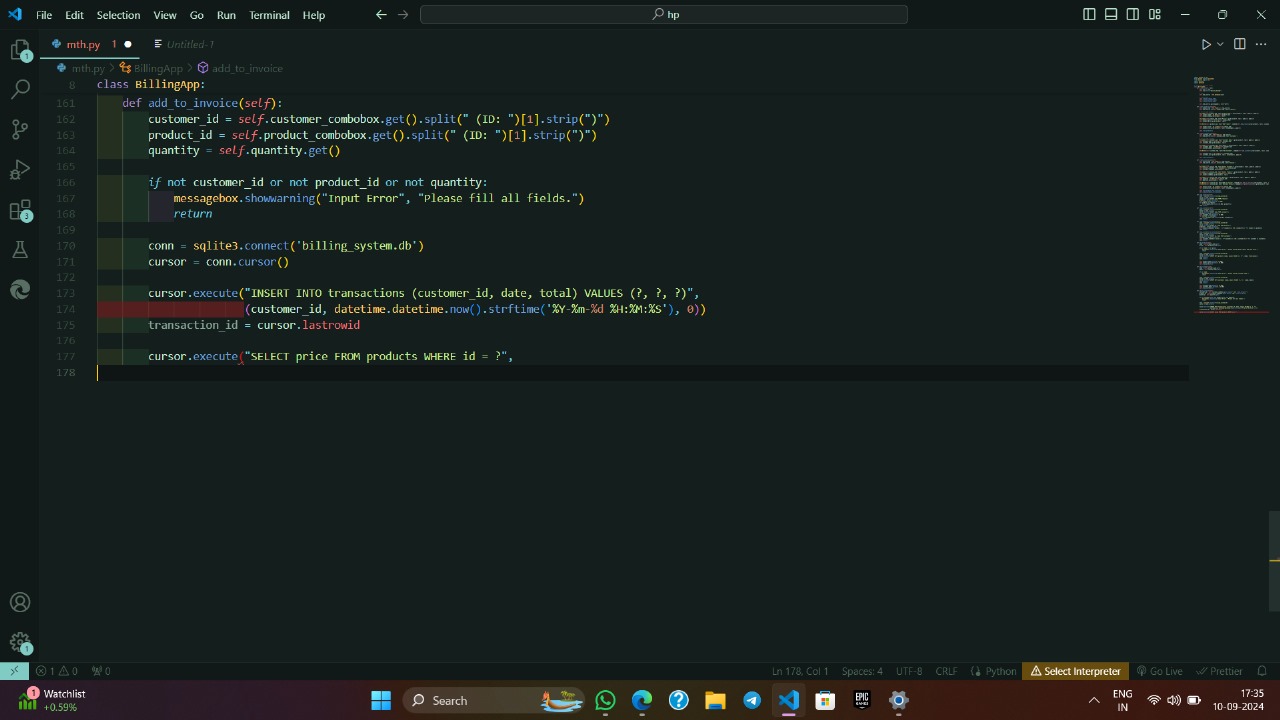 File Edit Selection View Go Run Terminal Help
hp
mth.py 1
Untitled-1
mth.py > BillingApp > add_to_invoice
8 class BillingApp:
161 def add_to_invoice(self):
162 customer_id = self.customer_combobox.get().split(" (ID: ")[1].strip(")")
163 product_id = self.product_combobox.get().split(" (ID: ")[1].strip(")")
164 quantity = self.quantity.get()
165
166 if not customer_id or not product_id or not quantity:
167 messagebox.showwarning("Input Error", "Please fill all fields.")
168 return
169
170 conn = sqlite3.connect('billing_system.db')
171 cursor = conn.cursor()
172
173 cursor.execute("INSERT INTO transactions (customer_id, date, total) VALUES (?, ?, ?)",
174 (customer_id, datetime.datetime.now().strftime('%Y-%m-%d %H:%M:%S'), 0))
175 transaction_id = cursor.lastrowid
176
177 cursor.execute("SELECT price FROM products WHERE id = ?",
178
1
3
1
1 0 0
Ln 178, Col 1 Spaces: 4 UTF-8 CRLF Python Select Interpreter Go Live Prettier
1 Watchlist
+0.59%
Search
EPIC GAMES
ENG
IN
17:35
10-09-2024